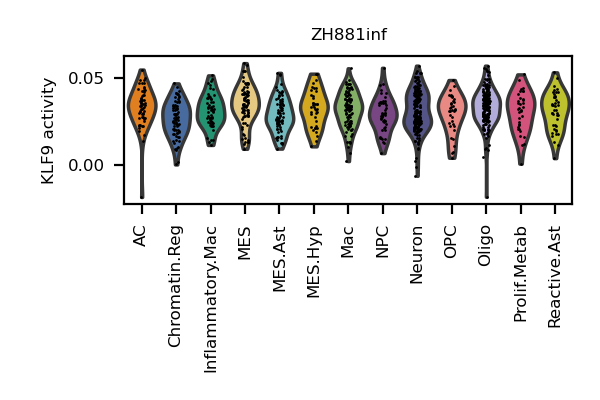 ZH881inf
KLF9 activity
0.05
0.00
AC
Chromatin.Reg
Inflammatory.Mac
MES
MES.Ast
MES.Hyp
Mac
NPC
Neuron
OPC
Oligo
Prolif.Metab
Reactive.Ast